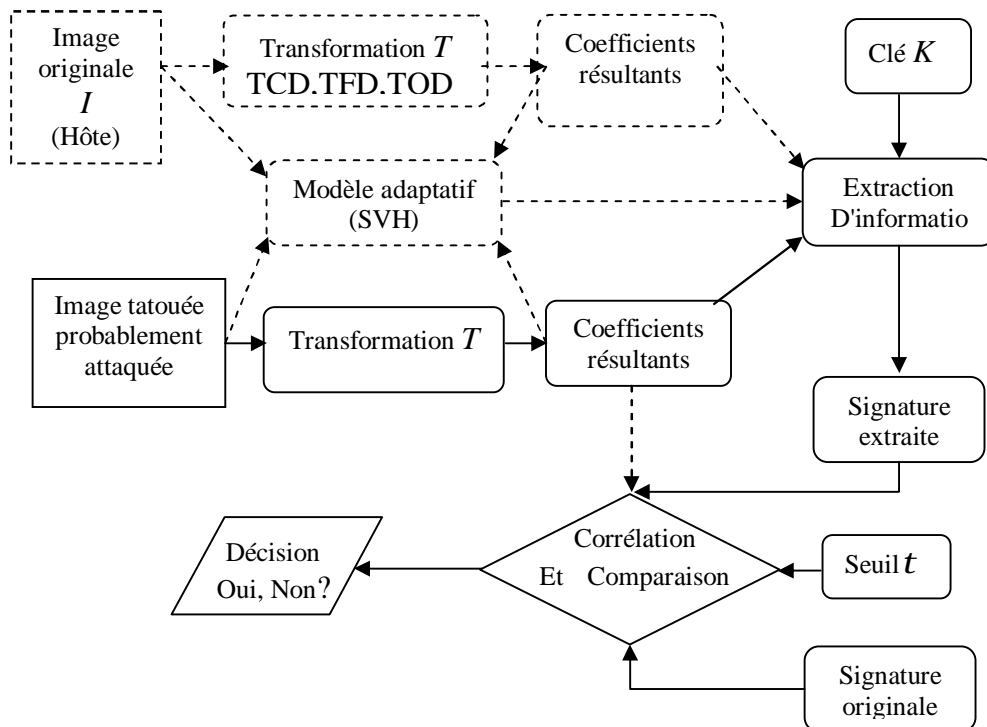 Image
originale
I
(Hôte)
Transformation T
TCD.TFD.TOD
Coefficients
résultants
Clé K
Modèle adaptatif
(SVH)
Extraction
D'informatio
Image tatouée
probablement
attaquée
Transformation T
Coefficients
résultants
Signature
extraite
Décision
Oui, Non?
Corrélation
Et Comparaison
Seuil t
Signature
originale